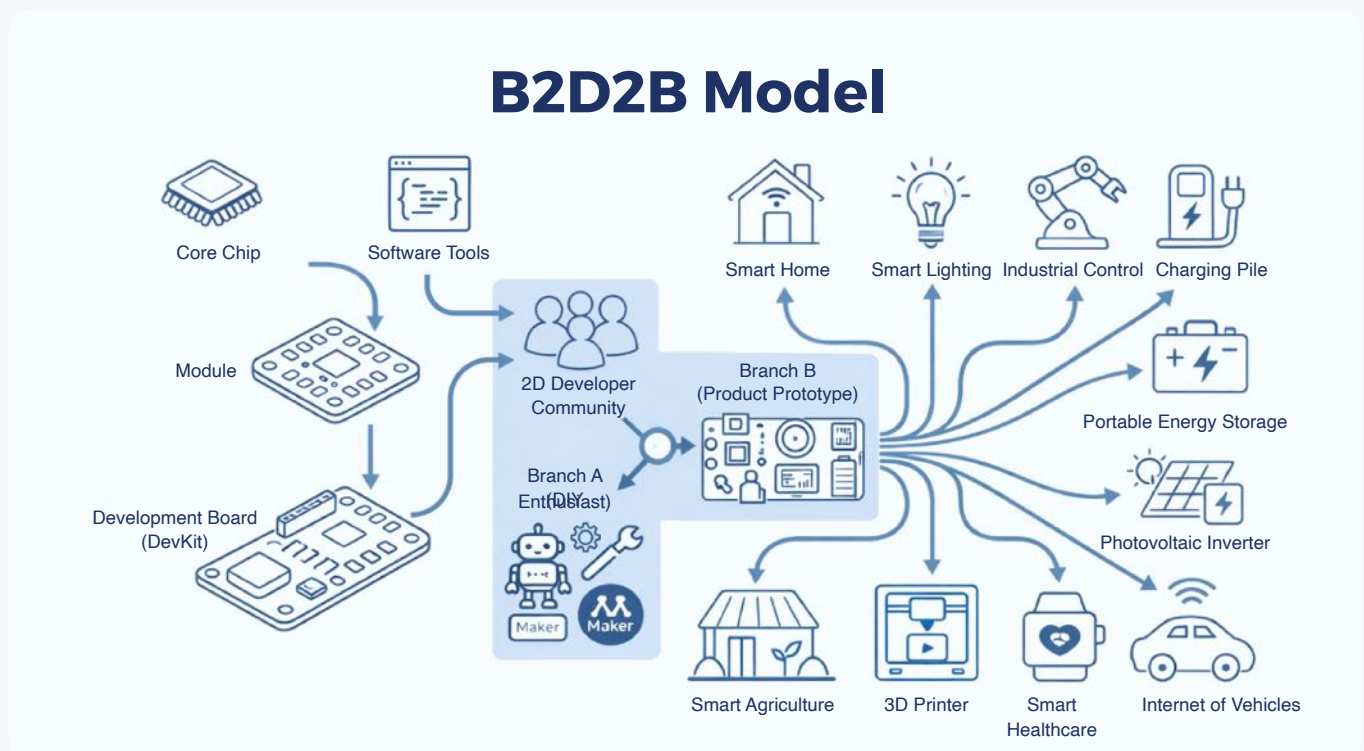 B2D2B Model
Core Chip
Software Tools
Module
Development Board
(DevKit)
2D Developer
Community
Branch A
(DIY
Enthusiast)
Maker
Maker
Branch B
(Product Prototype)
Smart Home
Smart Lighting
Industrial Control
Charging Pile
Portable Energy Storage
Photovoltaic Inverter
Smart Agriculture
3D Printer
Smart
Healthcare
Internet of Vehicles